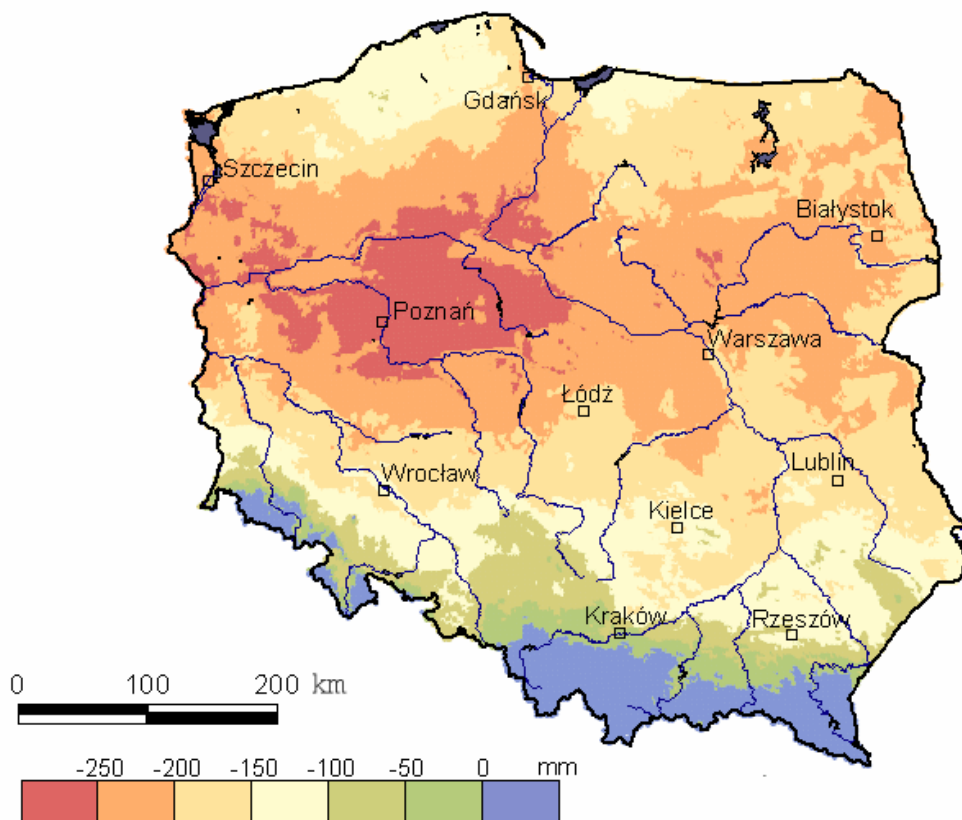 Gdańsk
Szczecin
Białystok
Poznań
Warszawa
Łódź
Wrocław
Lublin
Kielce
Kraków
Rzeszów
0 100 200 km
-250 -200 -150 -100 -50 0 mm